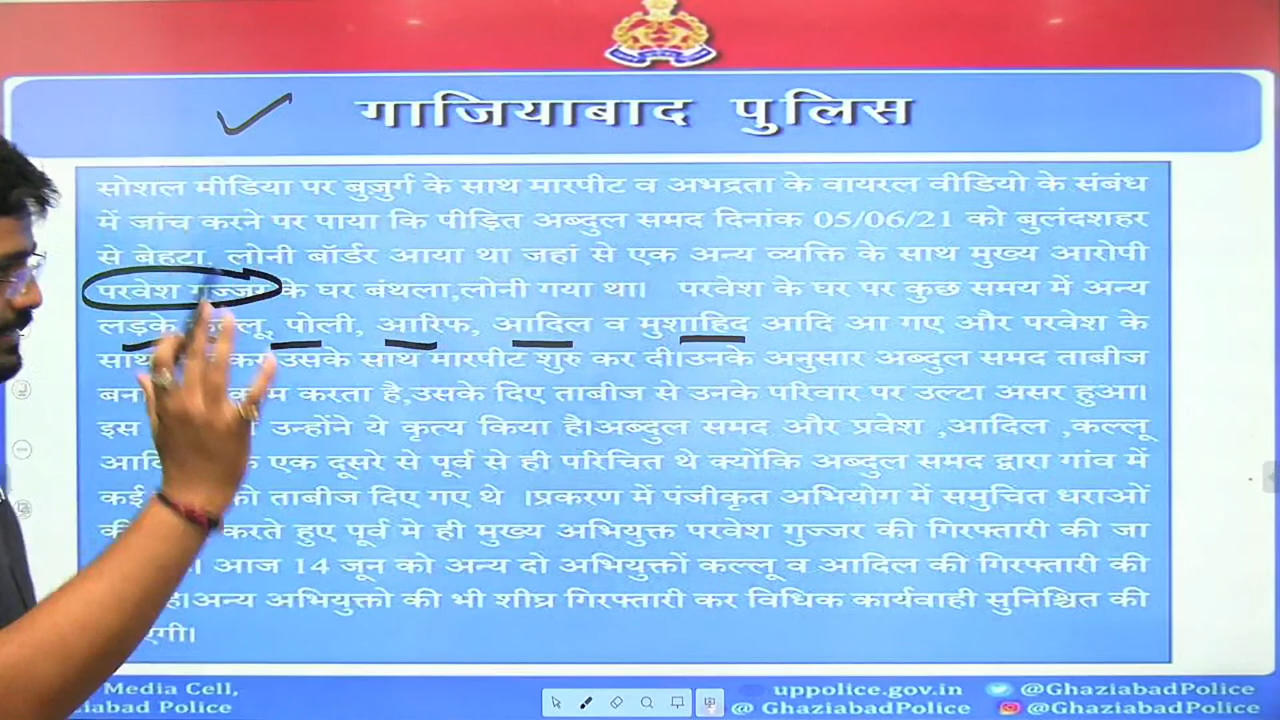 गाजियाबाद पुलिस
सोशल मीडिया पर बुज़ुर्ग के साथ मारपीट व अभद्रता के वायरल वीडियो के संबंध
में जांच करने पर पाया कि पीड़ित अब्दुल समद दिनांक 05/06/21 को बुलंदशहर
से बेहटा, लोनी बॉर्डर आया था जहां से एक अन्य व्यक्ति के साथ मुख्य आरोपी
परवेश गुज्जर के घर बंथला,लोनी गया था। परवेश के घर पर कुछ समय में अन्य
लड़के पोली, आरिफ, आदिल व मुशाहिद आदि आ गए और परवेश के
उसके साथ मारपीट शुरु कर दी।उनके अनुसार अब्दुल समद ताबीज
करता है,उसके दिए ताबीज से उनके परिवार पर उल्टा असर हुआ।
इस उन्होंने ये कृत्य किया है।अब्दुल समद और प्रवेश ,आदिल ,कल्लू
एक दूसरे से पूर्व से ही परिचित थे क्योंकि अब्दुल समद द्वारा गांव में
कई को ताबीज दिए गए थे ।प्रकरण में पंजीकृत अभियोग में समुचित धराओं
करते हुए पूर्व मे ही मुख्य अभियुक्त परवेश गुज्जर की गिरफ्तारी की जा
। आज 14 जून को अन्य दो अभियुक्तों कल्लू व आदिल की गिरफ्तारी की
है।अन्य अभियुक्तो की भी शीघ्र गिरफ्तारी कर विधिक कार्यवाही सुनिश्चित की
Media Cell,
Police
uppolice.gov.in @GhaziabadPolice
@ GhaziabadPolice @GhaziabadPolice